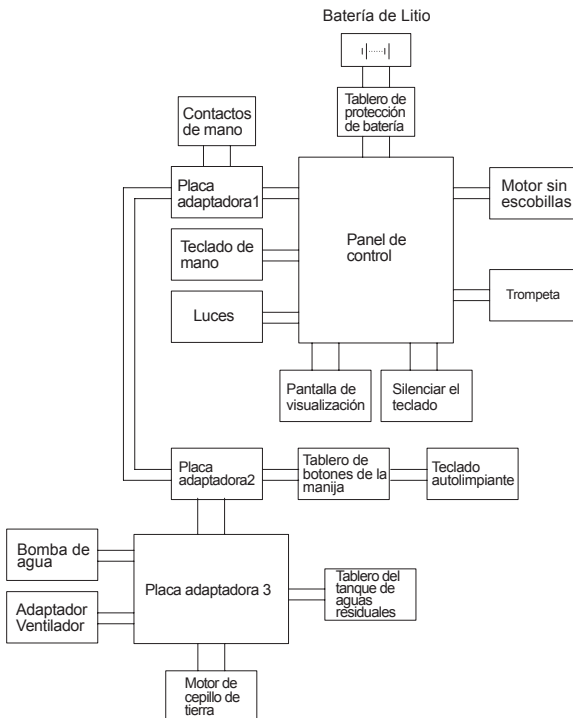 Batería de Litio
Tablero de
protección
de batería
Contactos
de mano
Placa
adaptadora1
Panel de
control
Motor sin
escobillas
Teclado de
mano
Luces
Trompeta
Pantalla de
visualización
Silenciar el
teclado
Placa
adaptadora2
Tablero de
botones de la
manija
Teclado
autolimpiante
Bomba de
agua
Placa adaptadora 3
Tablero del
tanque de
aguas
residuales
Adaptador
Ventilador
Motor de
cepillo de
tierra